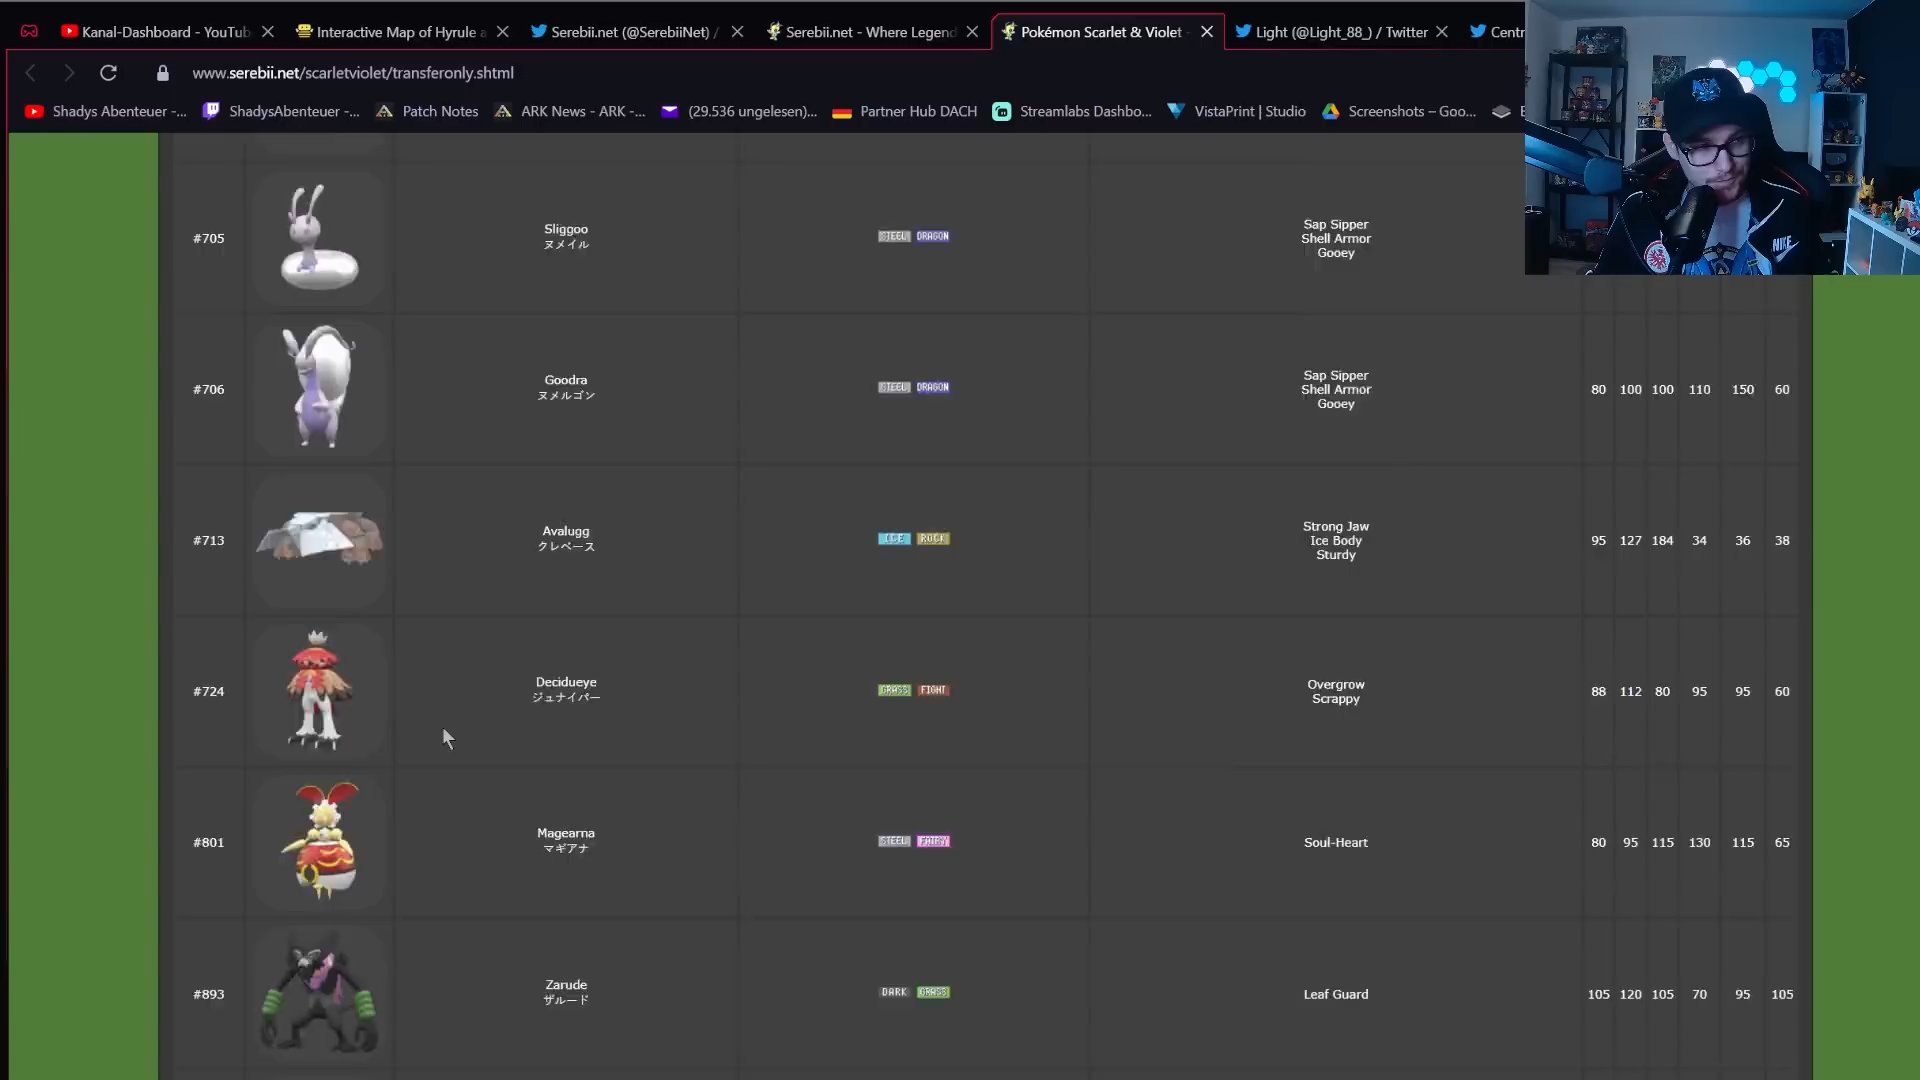 Kanal-Dashboard - YouTub
Interactive Map of Hyrule a
Serebii.net (@SerebiiNet) /
Serebii.net - Where Legend
Pokémon Scarlet & Violet -
Light (@Light_88_) / Twitter
Centr
www.serebii.net/scarletviolet/transferonly.shtml
Shadys Abenteuer -...
ShadysAbenteuer -...
Patch Notes
ARK News - ARK -...
(29.536 ungelesen)...
Partner Hub DACH
Streamlabs Dashbo...
VistaPrint | Studio
Screenshots – Goo...
#705
Sliggoo
ヌメイル
STEEL DRAGON
Sap Sipper
Shell Armor
Gooey
#706
Goodra
ヌメルゴン
STEEL DRAGON
Sap Sipper
Shell Armor
Gooey
80 100 100 110 150 60
#713
Avalugg
クレベース
ICE ROCK
Strong Jaw
Ice Body
Sturdy
95 127 184 34 36 38
#724
Decidueye
ジュナイパー
GRASS FIGHT
Overgrow
Scrappy
88 112 80 95 95 60
#801
Magearna
マギアナ
STEEL FAIRY
Soul-Heart
80 95 115 130 115 65
#893
Zarude
ザルード
DARK GRASS
Leaf Guard
105 120 105 70 95 105